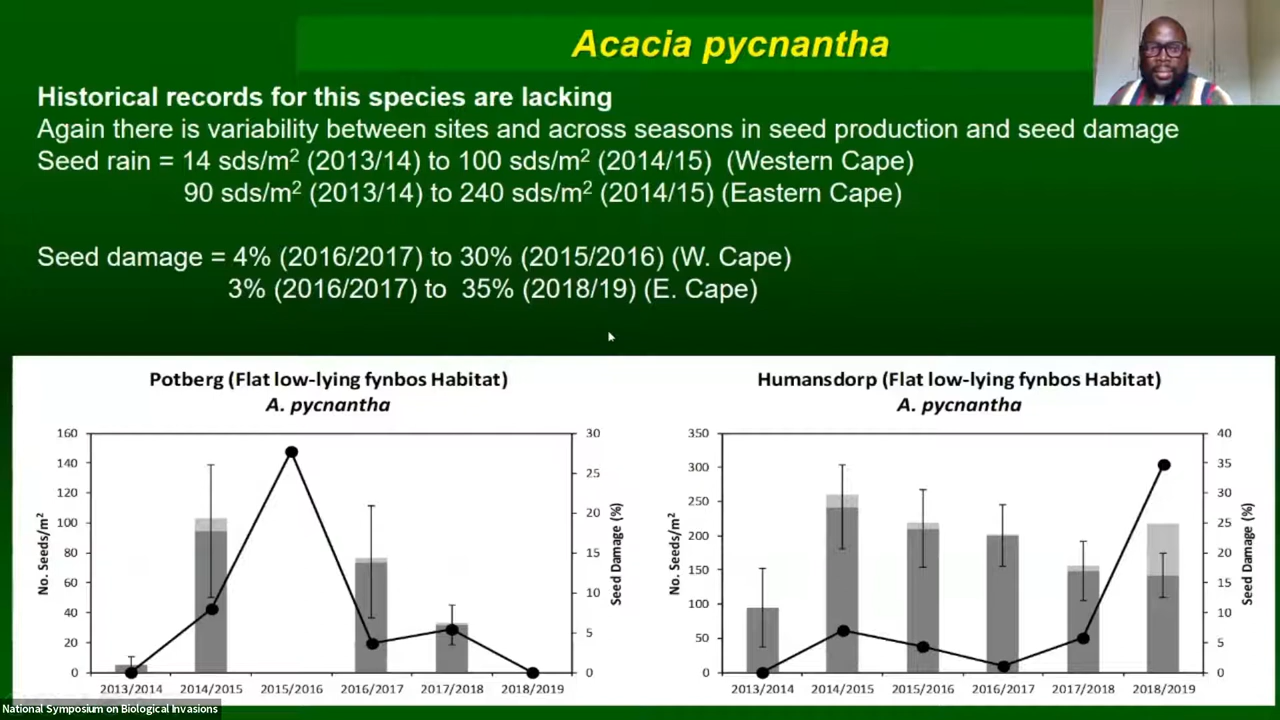 Acacia pycnantha
Historical records for this species are lacking
Again there is variability between sites and across seasons in seed production and seed damage
Seed rain = 14 sds/m² (2013/14) to 100 sds/m² (2014/15) (Western Cape)
90 sds/m² (2013/14) to 240 sds/m² (2014/15) (Eastern Cape)
Seed damage = 4% (2016/2017) to 30% (2015/2016) (W. Cape)
3% (2016/2017) to 35% (2018/19) (E. Cape)
Potberg (Flat low-lying fynbos Habitat)
A. pycnantha
No. Seeds/m²
160
140
120
100
80
60
40
20
0
30
25
20
15
10
5
0
Seed Damage (%)
2013/2014 2014/2015 2015/2016 2016/2017 2017/2018 2018/2019
Humansdorp (Flat low-lying fynbos Habitat)
A. pycnantha
No. Seeds/m²
350
300
250
200
150
100
50
0
40
35
30
25
20
15
10
5
0
Seed Damage (%)
2013/2014 2014/2015 2015/2016 2016/2017 2017/2018 2018/2019
National Symposium on Biological Invasions